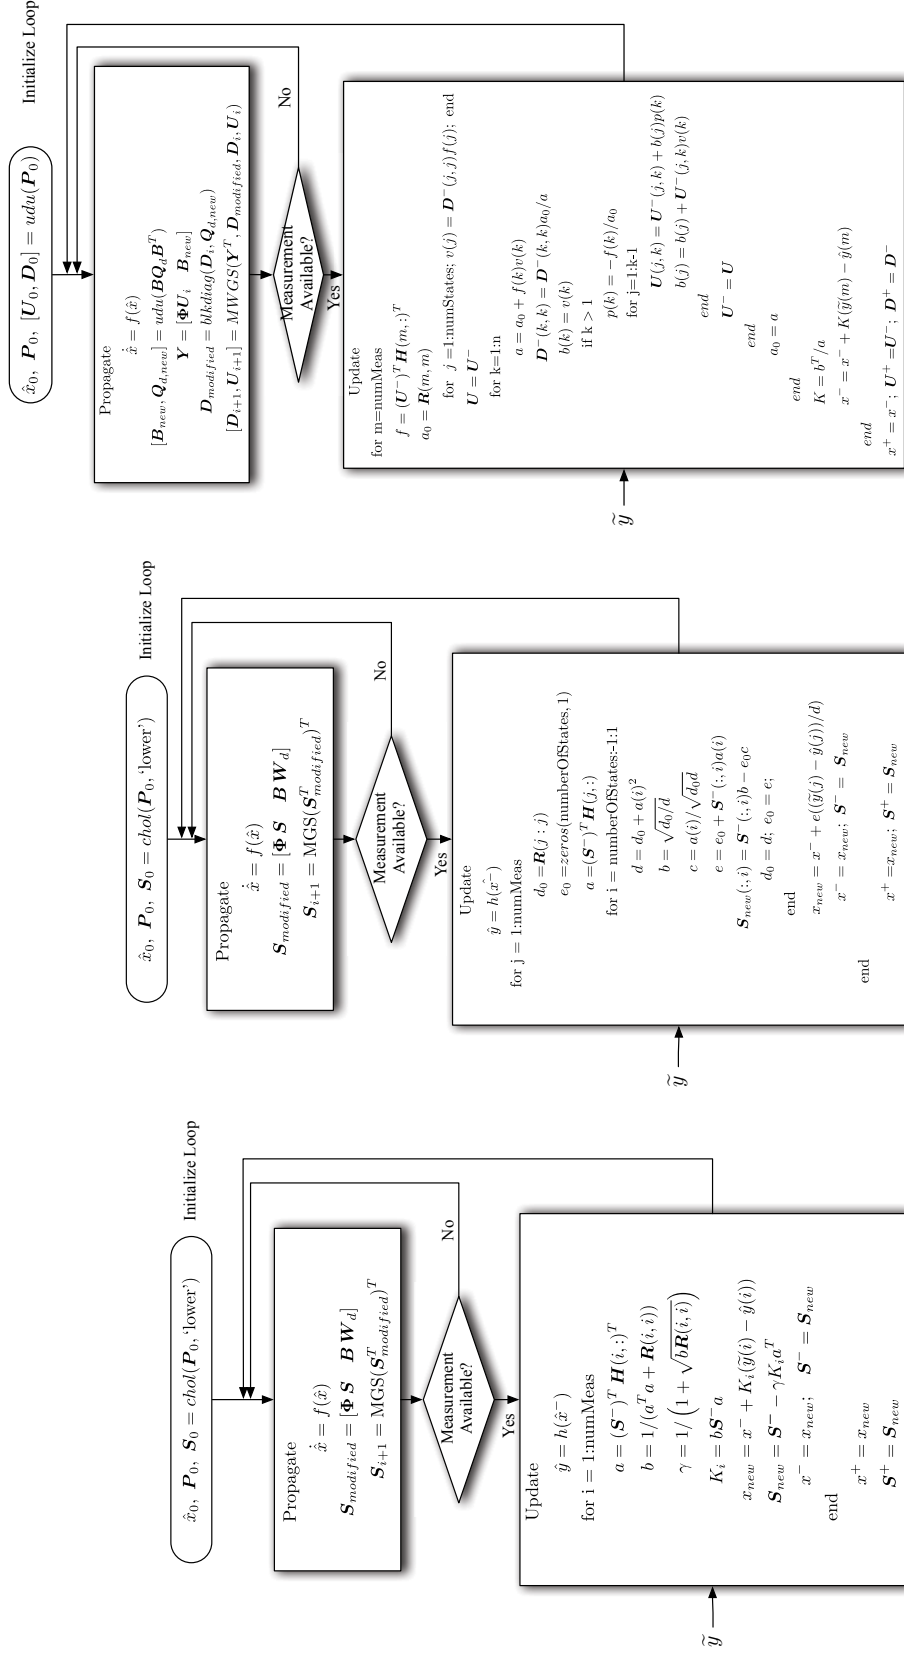 x̂₀, P₀, S₀ = chol(P₀, 'lower')
Initialize Loop
Propagate
x̂̇ = f(x̂)
S_modified = [Φ S   B W_d]
S_{i+1} = MGS(S^T_modified)^T
Measurement
Available?
No
Yes
Update
ŷ = h(x̂⁻)
for i = 1:numMeas
a = (S⁻)^T H(i, :)^T
b = 1/(a^T a + R(i, i))
γ = 1/(1 + √(bR(i, i)))
K_i = bS⁻a
x_new = x⁻ + K_i(ỹ(i) − ŷ(i))
S_new = S⁻ − γK_i a^T
x⁻ = x_new;   S⁻ = S_new
end
x⁺ = x_new
S⁺ = S_new
ỹ
x̂₀, P₀, S₀ = chol(P₀, 'lower')
Initialize Loop
Propagate
x̂̇ = f(x̂)
S_modified = [Φ S   B W_d]
S_{i+1} = MGS(S^T_modified)^T
Measurement
Available?
No
Yes
Update
ŷ = h(x̂⁻)
for j = 1:numMeas
d₀ =R(j : j)
e₀ =zeros(numberOfStates, 1)
a =(S⁻)^T H(j, :)
for i = numberOfStates:-1:1
d = d₀ + a(i)²
b = √(d₀/d)
c = a(i)/√(d₀d)
e = e₀ + S⁻(:, i)a(i)
S_new(:, i) = S⁻(:, i)b − e₀c
d₀ = d; e₀ = e;
end
x_new = x⁻ + e((ỹ(j) − ŷ(j))/d)
x⁻ = x_new; S⁻ = S_new
end
x⁺ =x_new; S⁺ = S_new
ỹ
x̂₀, P₀, [U₀, D₀] = udu(P₀)
Initialize Loop
Propagate
x̂̇ = f(x̂)
[B_new, Q_{d,new}] = udu(BQ_dB^T)
Y = [ΦU_i   B_new]
D_modified = blkdiag(D_i, Q_{d,new})
[D_{i+1}, U_{i+1}] = MWGS(Y^T, D_modified, D_i, U_i)
Measurement
Available?
No
Yes
Update
for m=numMeas
f = (U⁻)^T H(m, :)^T
a₀ = R(m, m)
for j =1:numStates; v(j) = D⁻(j, j)f(j); end
U = U⁻
for k=1:n
a = a₀ + f(k)v(k)
D⁻(k, k) = D⁻(k, k)a₀/a
b(k) = v(k)
if k > 1
p(k) = −f(k)/a₀
for j=1:k-1
U(j, k) = U⁻(j, k) + b(j)p(k)
b(j) = b(j) + U⁻(j, k)v(k)
end
U⁻ = U
end
a₀ = a
end
K = b^T/a
x⁻ = x⁻ + K(ỹ(m) − ŷ(m)
end
x⁺ = x⁻; U⁺ =U⁻; D⁺ = D⁻
ỹ